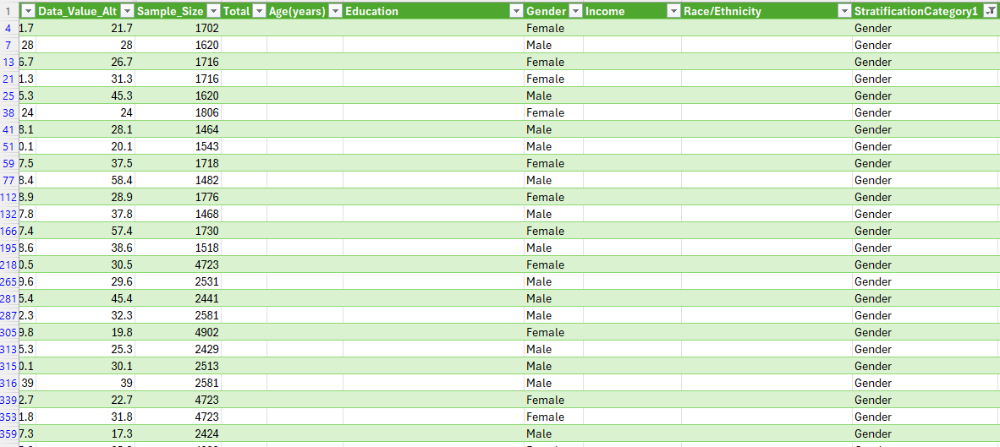 1 Data_Value_Alt Sample_Size Total Age(years) Education Gender Income Race/Ethnicity StratificationCategory1
4 1.7 21.7 1702 Female Gender
7 28 28 1620 Male Gender
13 6.7 26.7 1716 Female Gender
21 1.3 31.3 1716 Female Gender
25 5.3 45.3 1620 Male Gender
38 24 24 1806 Female Gender
41 8.1 28.1 1464 Male Gender
51 0.1 20.1 1543 Male Gender
59 7.5 37.5 1718 Female Gender
77 8.4 58.4 1482 Male Gender
112 8.9 28.9 1776 Female Gender
132 7.8 37.8 1468 Male Gender
166 7.4 57.4 1730 Female Gender
195 8.6 38.6 1518 Male Gender
218 0.5 30.5 4723 Female Gender
265 9.6 29.6 2531 Male Gender
281 5.4 45.4 2441 Male Gender
287 2.3 32.3 2581 Male Gender
305 9.8 19.8 4902 Female Gender
313 5.3 25.3 2429 Male Gender
315 0.1 30.1 2513 Male Gender
316 39 39 2581 Male Gender
339 2.7 22.7 4723 Female Gender
353 1.8 31.8 4723 Female Gender
359 7.3 17.3 2424 Male Gender